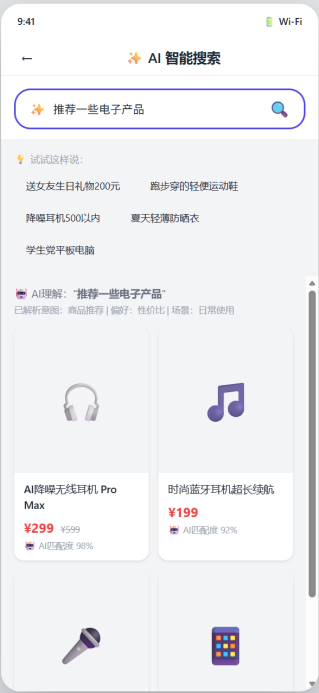 9:41
Wi-Fi
← ✨ AI 智能搜索
✨ 推荐一些电子产品
💡 试试这样说：
送女友生日礼物200元
跑步穿的轻便运动鞋
降噪耳机500以内
夏天轻薄防晒衣
学生党平板电脑
AI理解："推荐一些电子产品"
已解析意图：商品推荐 | 偏好：性价比 | 场景：日常使用
AI降噪无线耳机 Pro
Max
¥299 ¥599
AI匹配度 98%
时尚蓝牙耳机超长续航
¥199
AI匹配度 92%